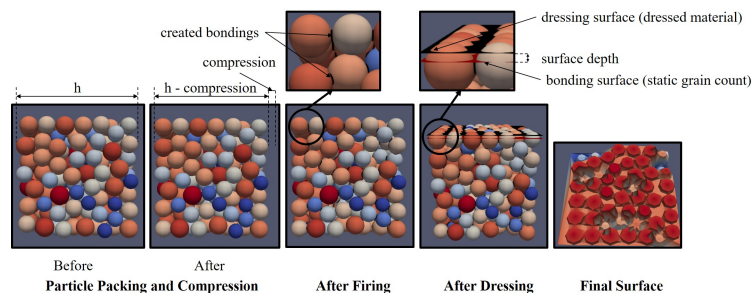 dressing surface (dressed material)
created bondings
compression
surface depth
bonding surface (static grain count)
h
h - compression
Before
After
Particle Packing and Compression
After Firing
After Dressing
Final Surface